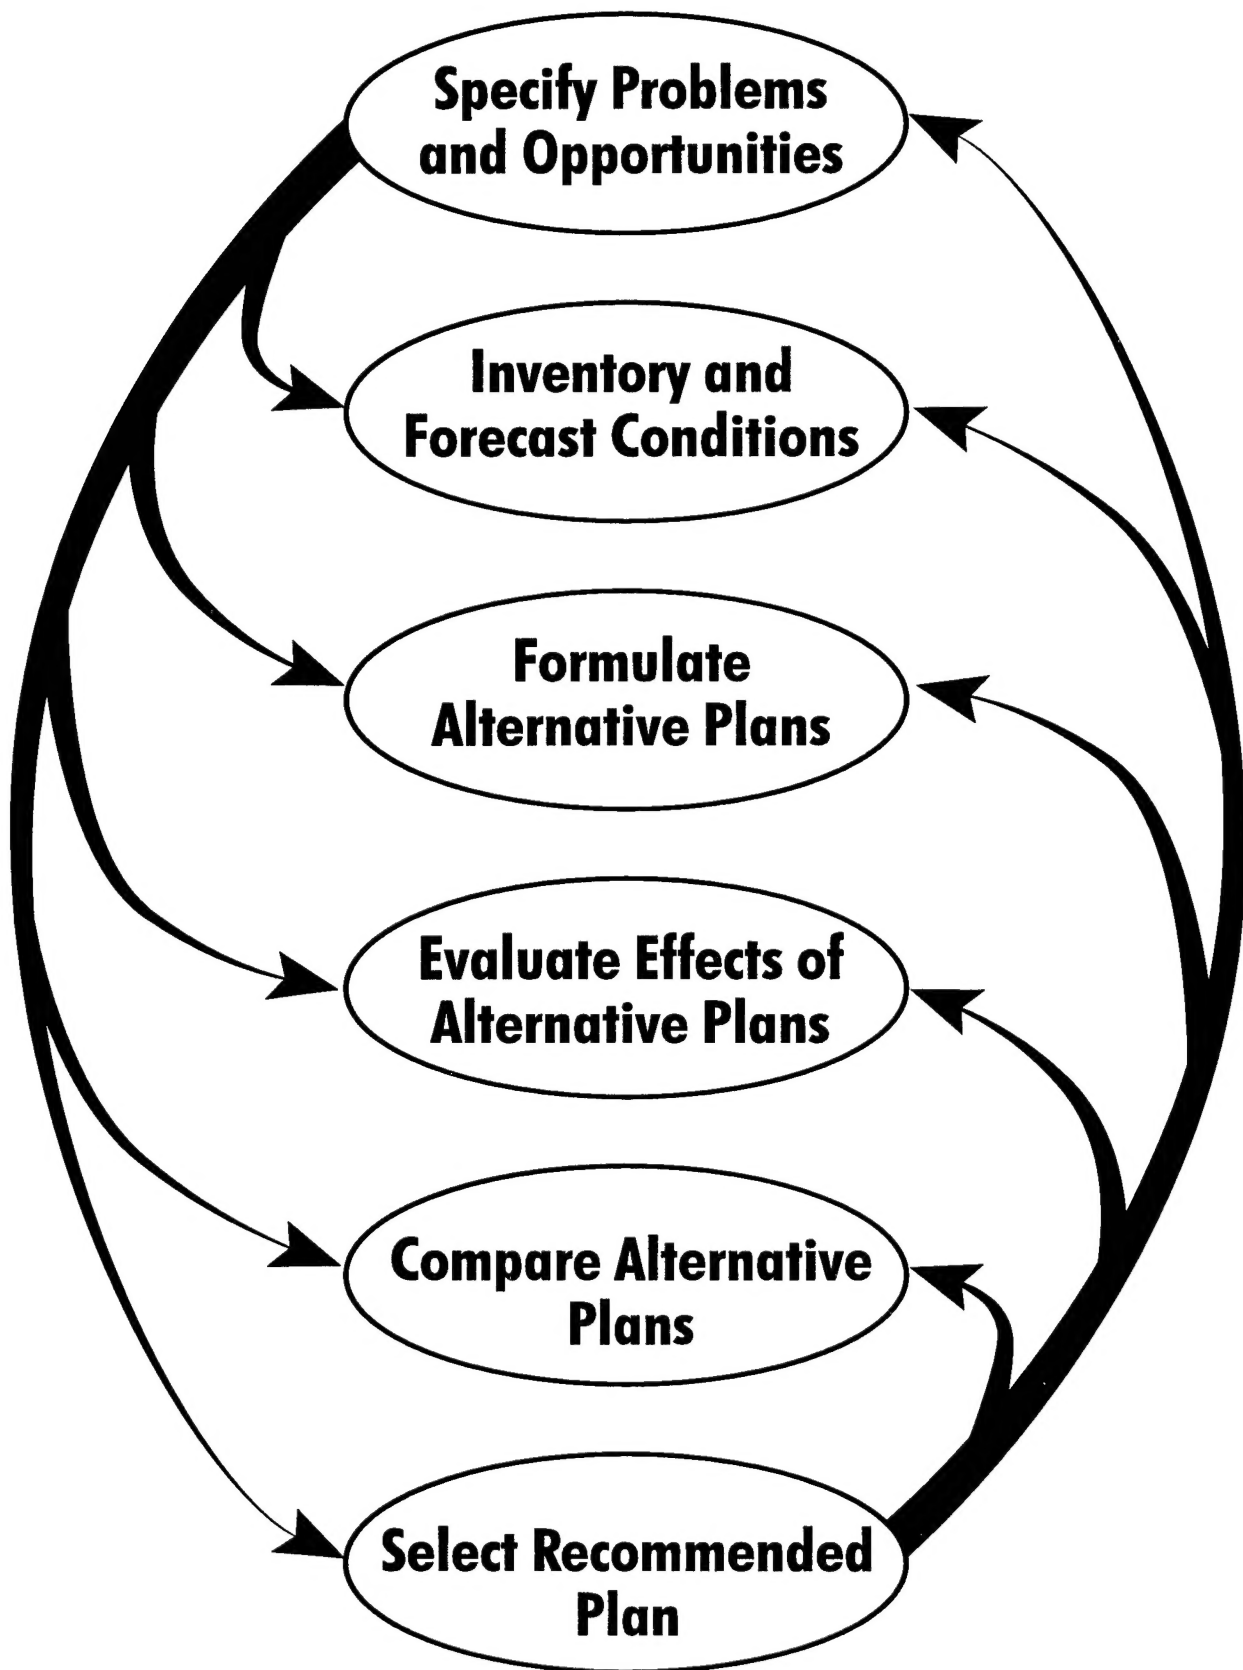 Specify Problems
and Opportunities
Inventory and
Forecast Conditions
Formulate
Alternative Plans
Evaluate Effects of
Alternative Plans
Compare Alternative
Plans
Select Recommended
Plan